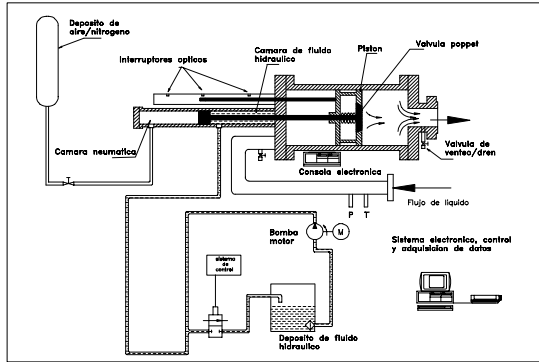 Deposito de
aire/nitrogeno
Interruptores opticos
Camara de fluido
hidraulico
Piston
Valvula poppet
Camara neumatica
Valvula de
venteo/dren
Consola electronica
Flujo de liquido
P T
Bomba
motor
M
sistema
de
control
Deposito de fluido
hidraulico
Sistema electronico, control
y adquisicion de datos